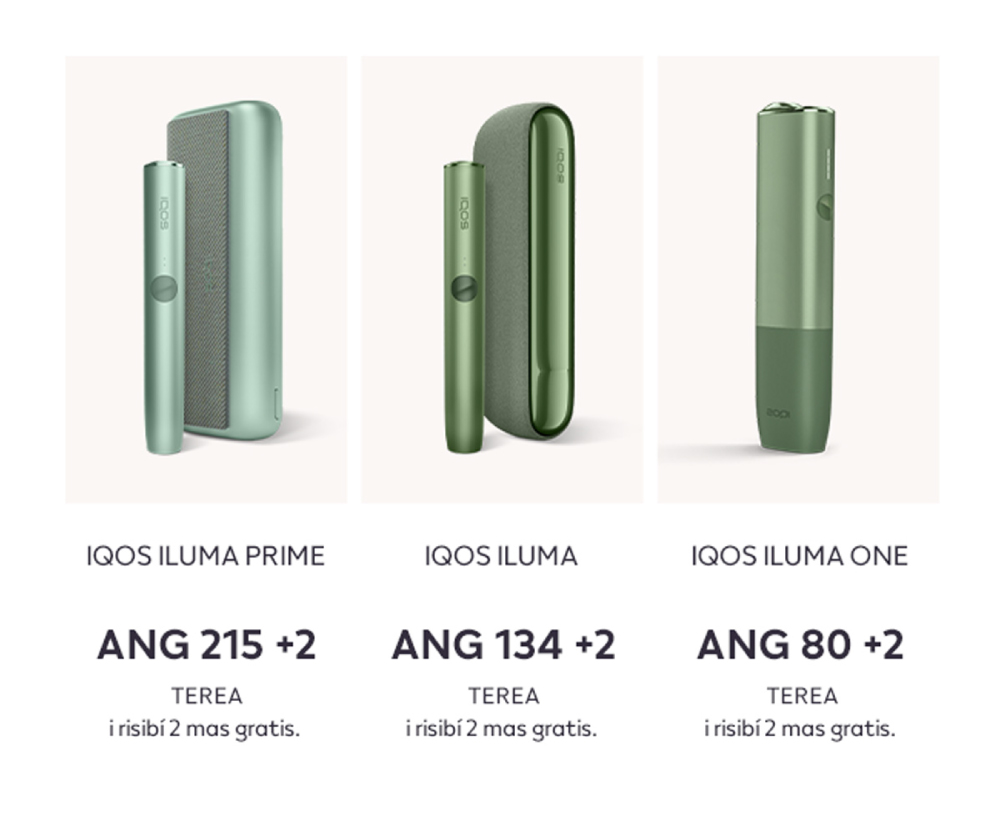 IQOS
IQOS
IQOS
IQOS
IQOS ILUMA PRIME
IQOS ILUMA
IQOS ILUMA ONE
ANG 215 +2
TEREA
i risibí 2 mas gratis.
ANG 134 +2
TEREA
i risibí 2 mas gratis.
ANG 80 +2
TEREA
i risibí 2 mas gratis.